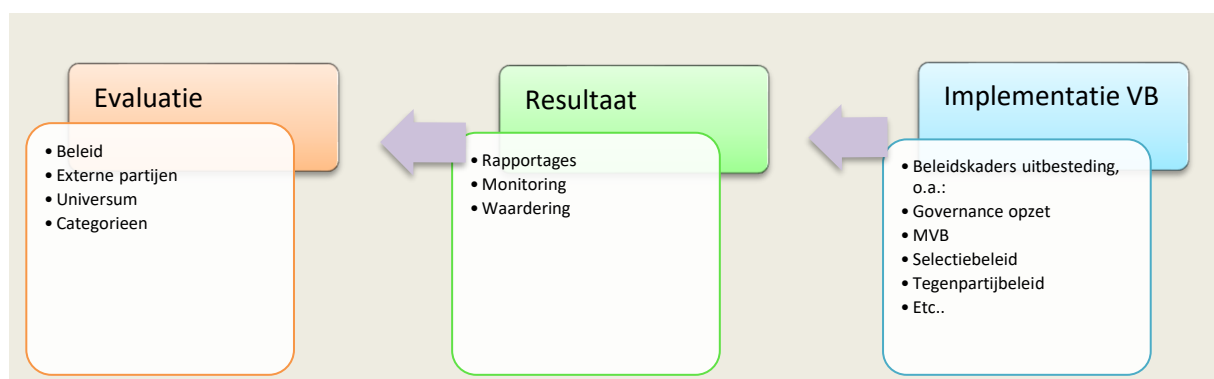 Evaluatie
• Beleid
• Externe partijen
• Universum
• Categorieen
Resultaat
• Rapportages
• Monitoring
• Waardering
Implementatie VB
• Beleidskaders uitbesteding,
o.a.:
• Governance opzet
• MVB
• Selectiebeleid
• Tegenpartijbeleid
• Etc..